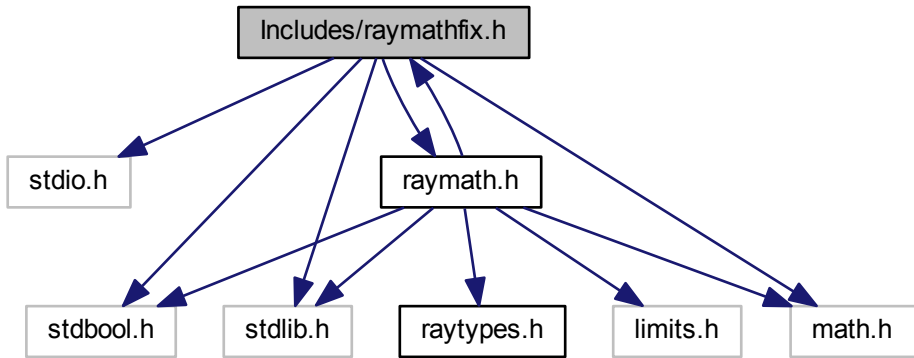 Includes/raymathfix.h
stdio.h
raymath.h
stdbool.h
stdlib.h
raytypes.h
limits.h
math.h